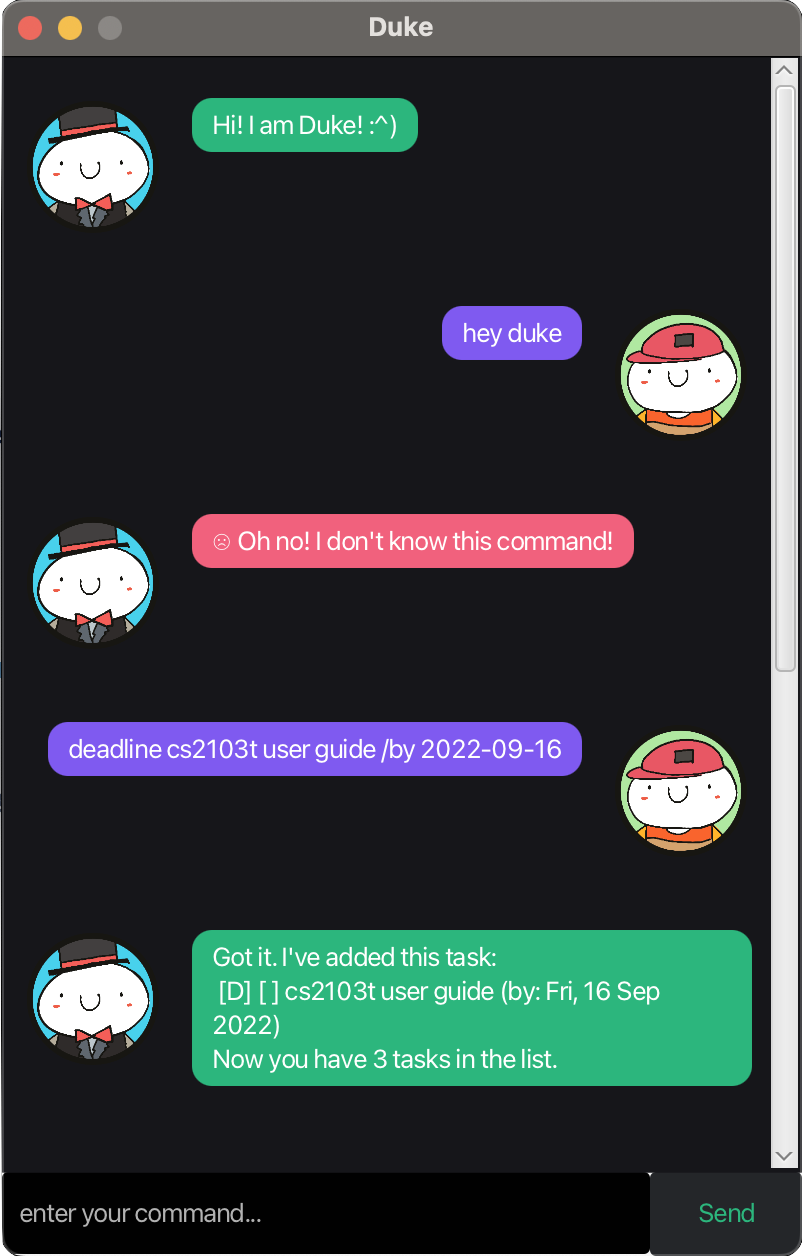 Duke
Hi! I am Duke! :^)
hey duke
☹ Oh no! I don't know this command!
deadline cs2103t user guide /by 2022-09-16
Got it. I've added this task:
[D] [ ] cs2103t user guide (by: Fri, 16 Sep
2022)
Now you have 3 tasks in the list.
enter your command...
Send